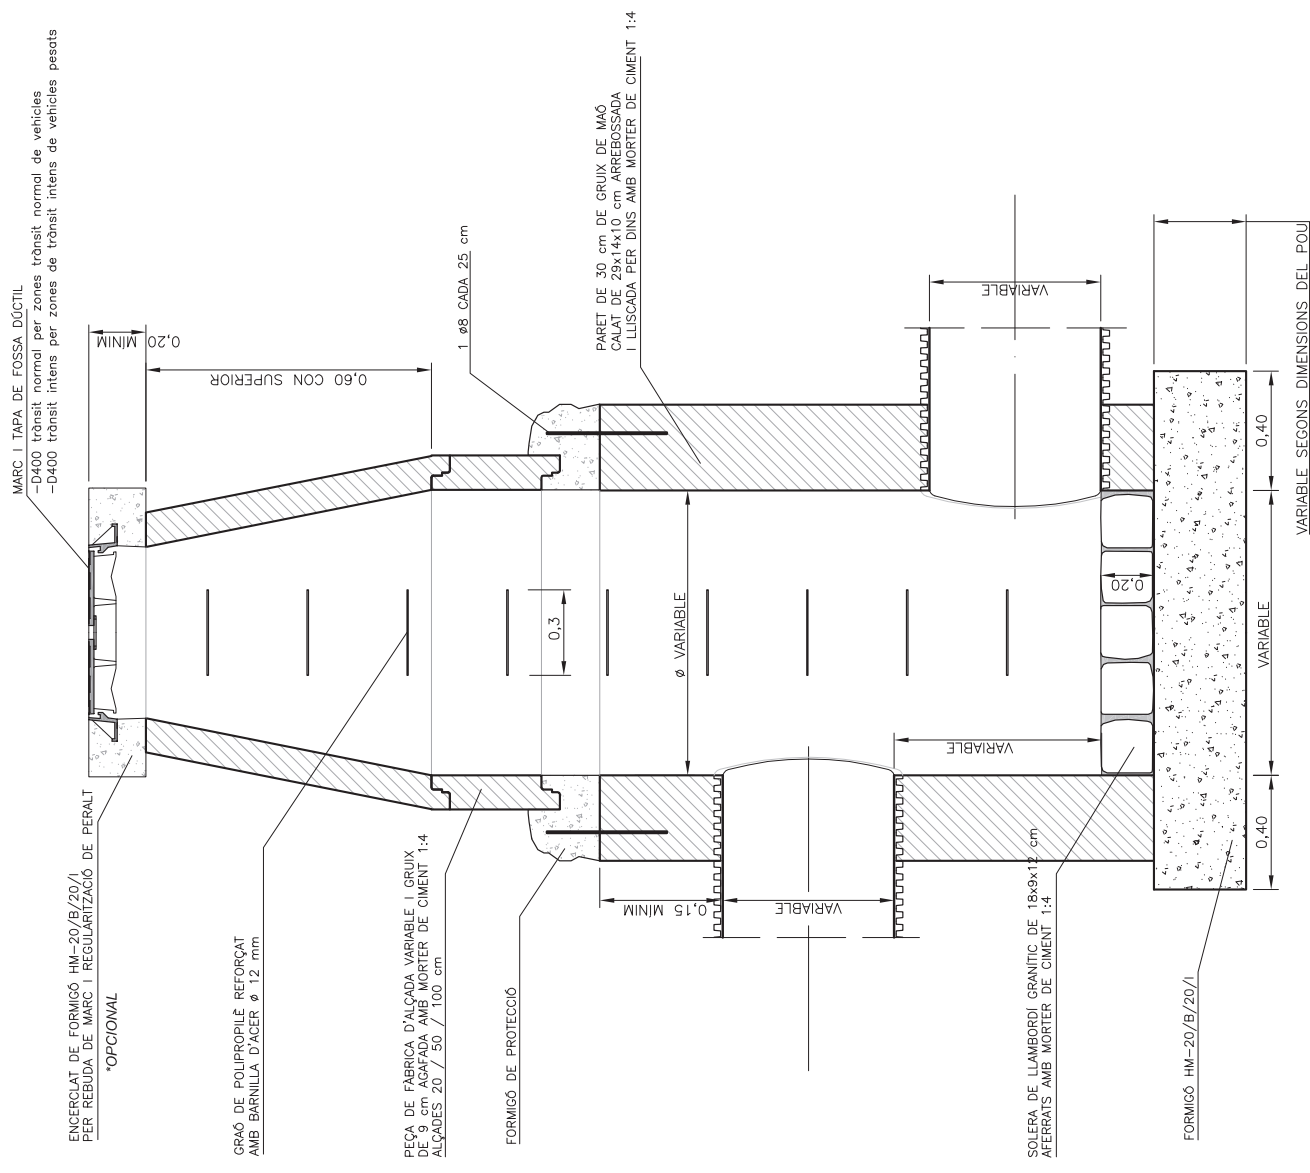 MARC I TAPA DE FOSSA DÚCTIL
-D400 trànsit normal per zones trànsit normal de vehicles
-D400 trànsit intens per zones de trànsit intens de vehicles pesats
0,20 MÍNIM
0,60 CON SUPERIOR
1 ø8 CADA 25 cm
PARET DE 30 cm DE GRUIX DE MAÓ
CALAT DE 29x14x10 cm ARREBOSSADA
I LLISCADA PER DINS AMB MORTER DE CIMENT 1:4
VARIABLE
VARIABLE SEGONS DIMENSIONS DEL POU
0,40
VARIABLE
0,40
0,20
0,3
ø VARIABLE
VARIABLE
VARIABLE
0,15 MÍNIM
ENCERCLAT DE FORMIGÓ HM-20/B/20/I
PER REBUDA DE MARC I REGULARITZACIÓ DE PERALT
*OPCIONAL
GRAÓ DE POLIPROPILÈ REFORÇAT
AMB BARNILLA D'ACER ø 12 mm
PEÇA DE FÀBRICA D'ALÇADA VARIABLE I GRUIX
DE 9 cm AGAFADA AMB MORTER DE CIMENT 1:4
ALÇADES 20 / 50 / 100 cm
FORMIGÓ DE PROTECCIÓ
SOLERA DE LLAMBORDÍ GRANÍTIC DE 18x9x12 cm
AFERRATS AMB MORTER DE CIMENT 1:4
FORMIGÓ HM-20/B/20/I